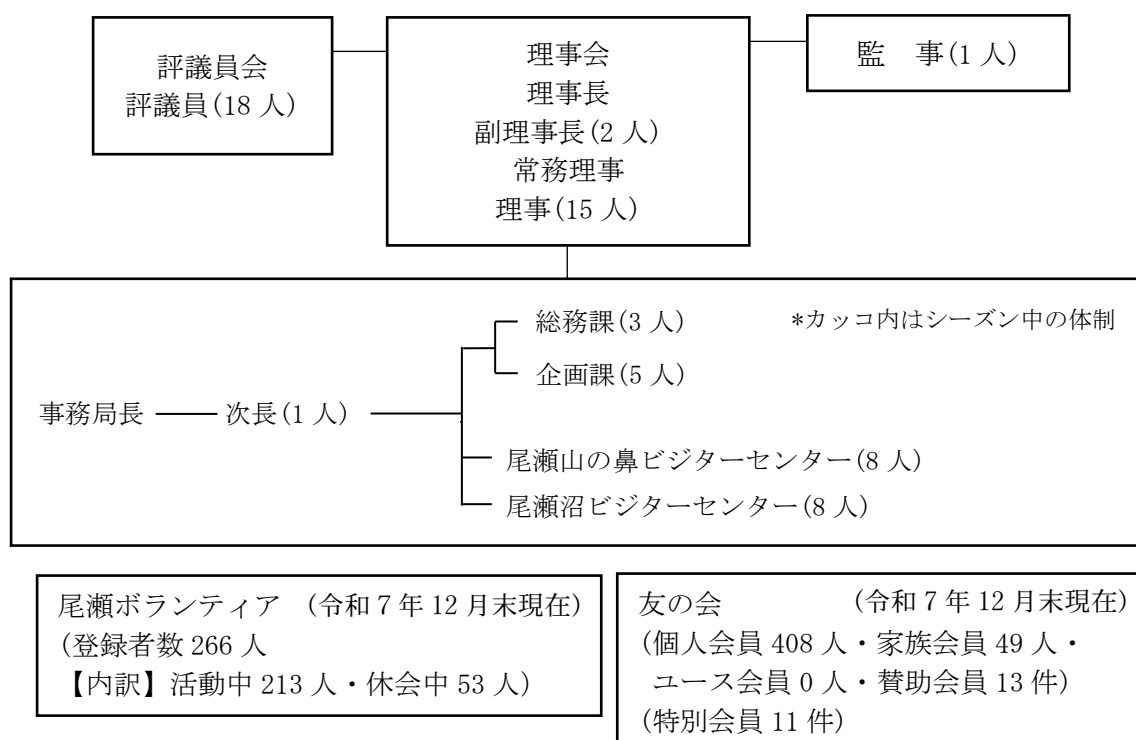 評議員会
評議員(18 人)
理事会
理事長
副理事長(2 人)
常務理事
理事(15 人)
監 事(1 人)
総務課(3 人)
*カッコ内はシーズン中の体制
企画課(5 人)
事務局長
次長(1 人)
尾瀬山の鼻ビジターセンター(8 人)
尾瀬沼ビジターセンター(8 人)
尾瀬ボランティア (令和 7 年 12 月末現在)
(登録者数 266 人
【内訳】活動中 213 人・休会中 53 人)
友の会 (令和 7 年 12 月末現在)
(個人会員 408 人・家族会員 49 人・
ユース会員 0 人・賛助会員 13 件)
(特別会員 11 件)